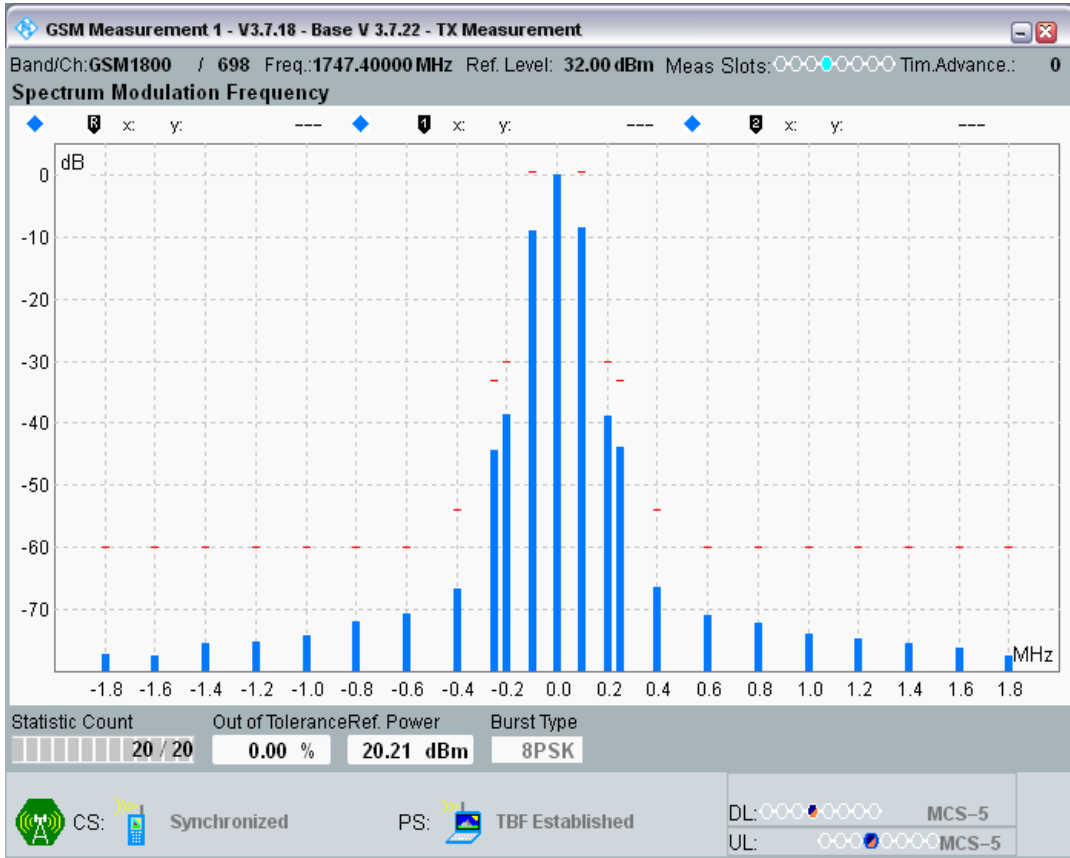 GSM Measurement 1 - V3.7.18 - Base V 3.7.22 - TX Measurement
Band/Ch:GSM1800 / 698 Freq.:1747.40000 MHz Ref. Level: 32.00 dBm Meas Slots: Tim.Advance.: 0
Spectrum Modulation Frequency
R x: y: --- 1 x: y: --- 2 x: y: ---
dB
0
-10
-20
-30
-40
-50
-60
-70
MHz
-1.8 -1.6 -1.4 -1.2 -1.0 -0.8 -0.6 -0.4 -0.2 0.0 0.2 0.4 0.6 0.8 1.0 1.2 1.4 1.6 1.8
Statistic Count Out of Tolerance Ref. Power Burst Type
20 / 20 0.00 % 20.21 dBm 8PSK
CS: Synchronized PS: TBF Established
DL: MCS-5
UL: MCS-5